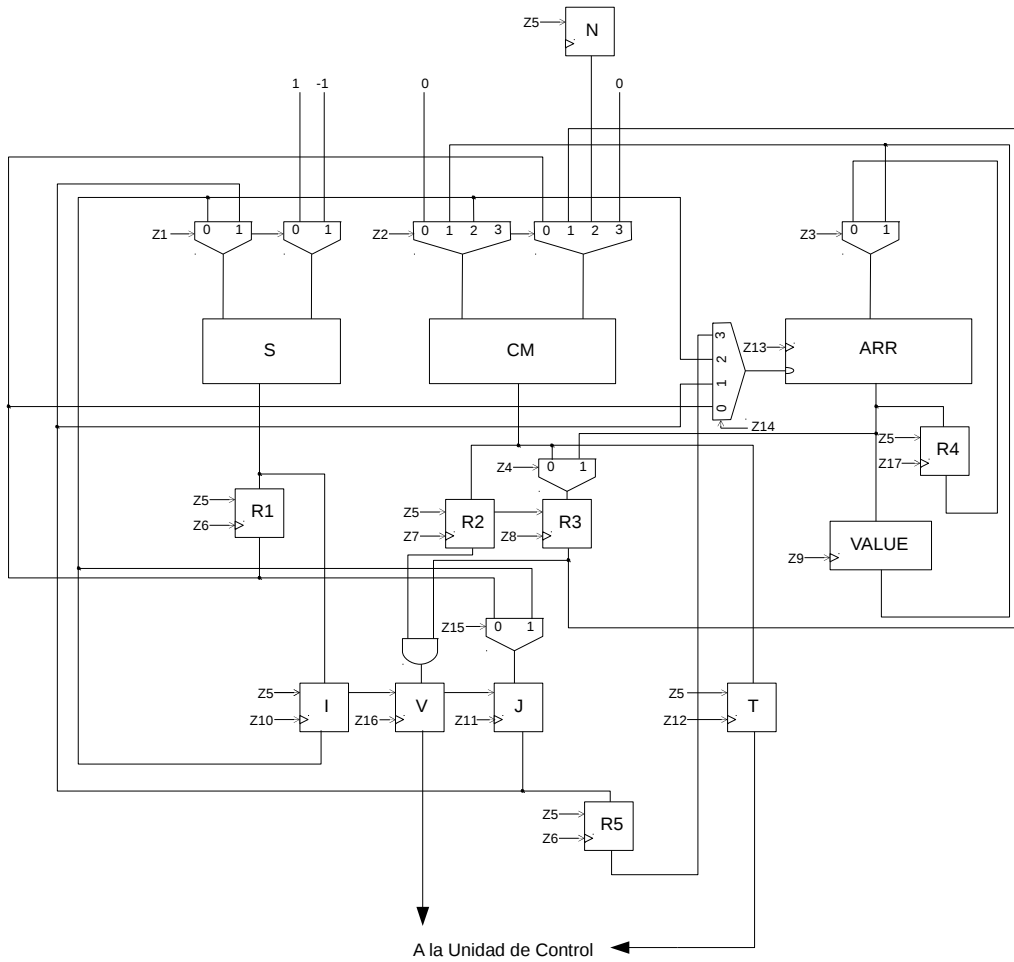 Z5 N
1 -1 0 0
Z1 0 1 0 1 Z2 0 1 2 3 0 1 2 3 Z3 0 1
S CM 3 2 1 0 Z13 ARR
Z14
Z5 R4
Z17
Z4 0 1
Z5 R1
Z6
Z5 R2 R3
Z7 Z8
VALUE
Z9
Z15 0 1
Z5 I V J Z5 T
Z10 Z16 Z11 Z12
Z5 R5
Z6
A la Unidad de Control